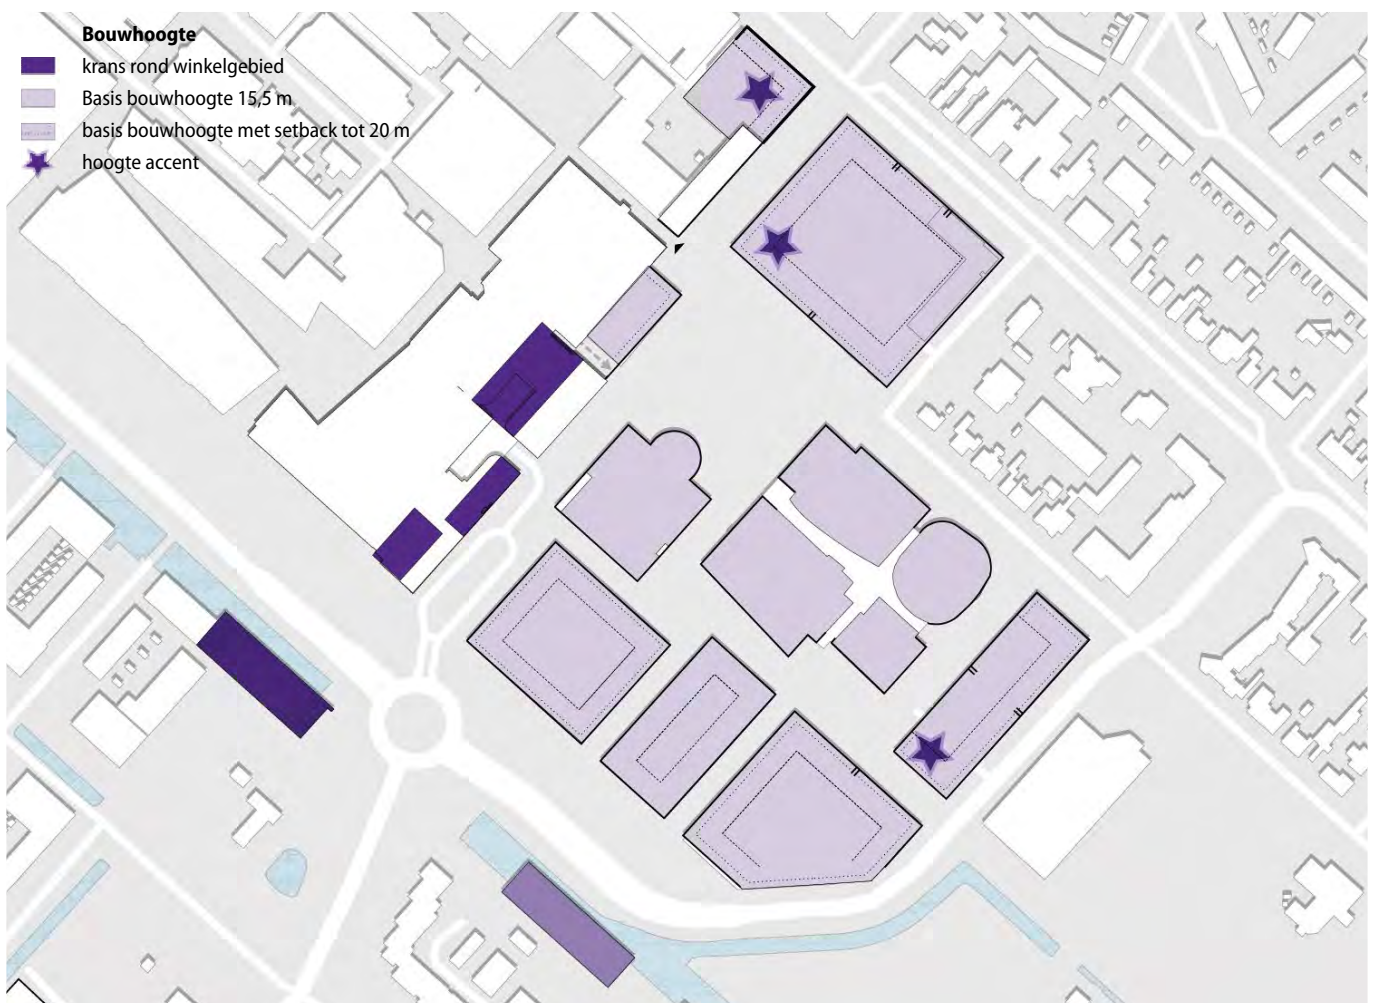 Bouwhoogte
krans rond winkelgebied
Basis bouwhoogte 15,5 m
basis bouwhoogte met setback tot 20 m
hoogte accent